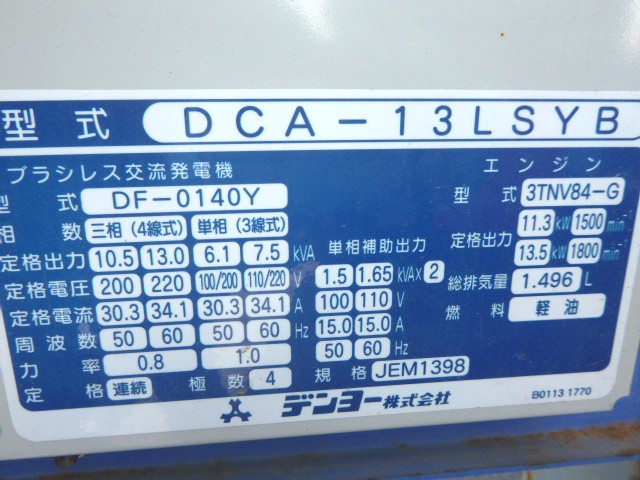 型式 DCA-13LSYB
ブラシレス交流発電機
型式 DF-0140Y
相数 三相(4線式) 単相(3線式)
定格出力 10.5 13.0 6.1 7.5 kVA
定格電圧 200 220 100/200 110/220 V
定格電流 30.3 34.1 30.3 34.1 A
周波数 50 60 50 60 Hz
力率 0.8 1.0
定格 連続 極数 4
単相補助出力
1.5 1.65 kVA×2
100 110 V
15.0 15.0 A
50 60 Hz
規格 JEM1398
エンジン
型式 3TNV84-G
定格出力 11.3 kW 1500 min⁻¹
13.5 kW 1800 min⁻¹
総排気量 1.496 L
燃料 軽油
デンヨー株式会社
B0113 1770